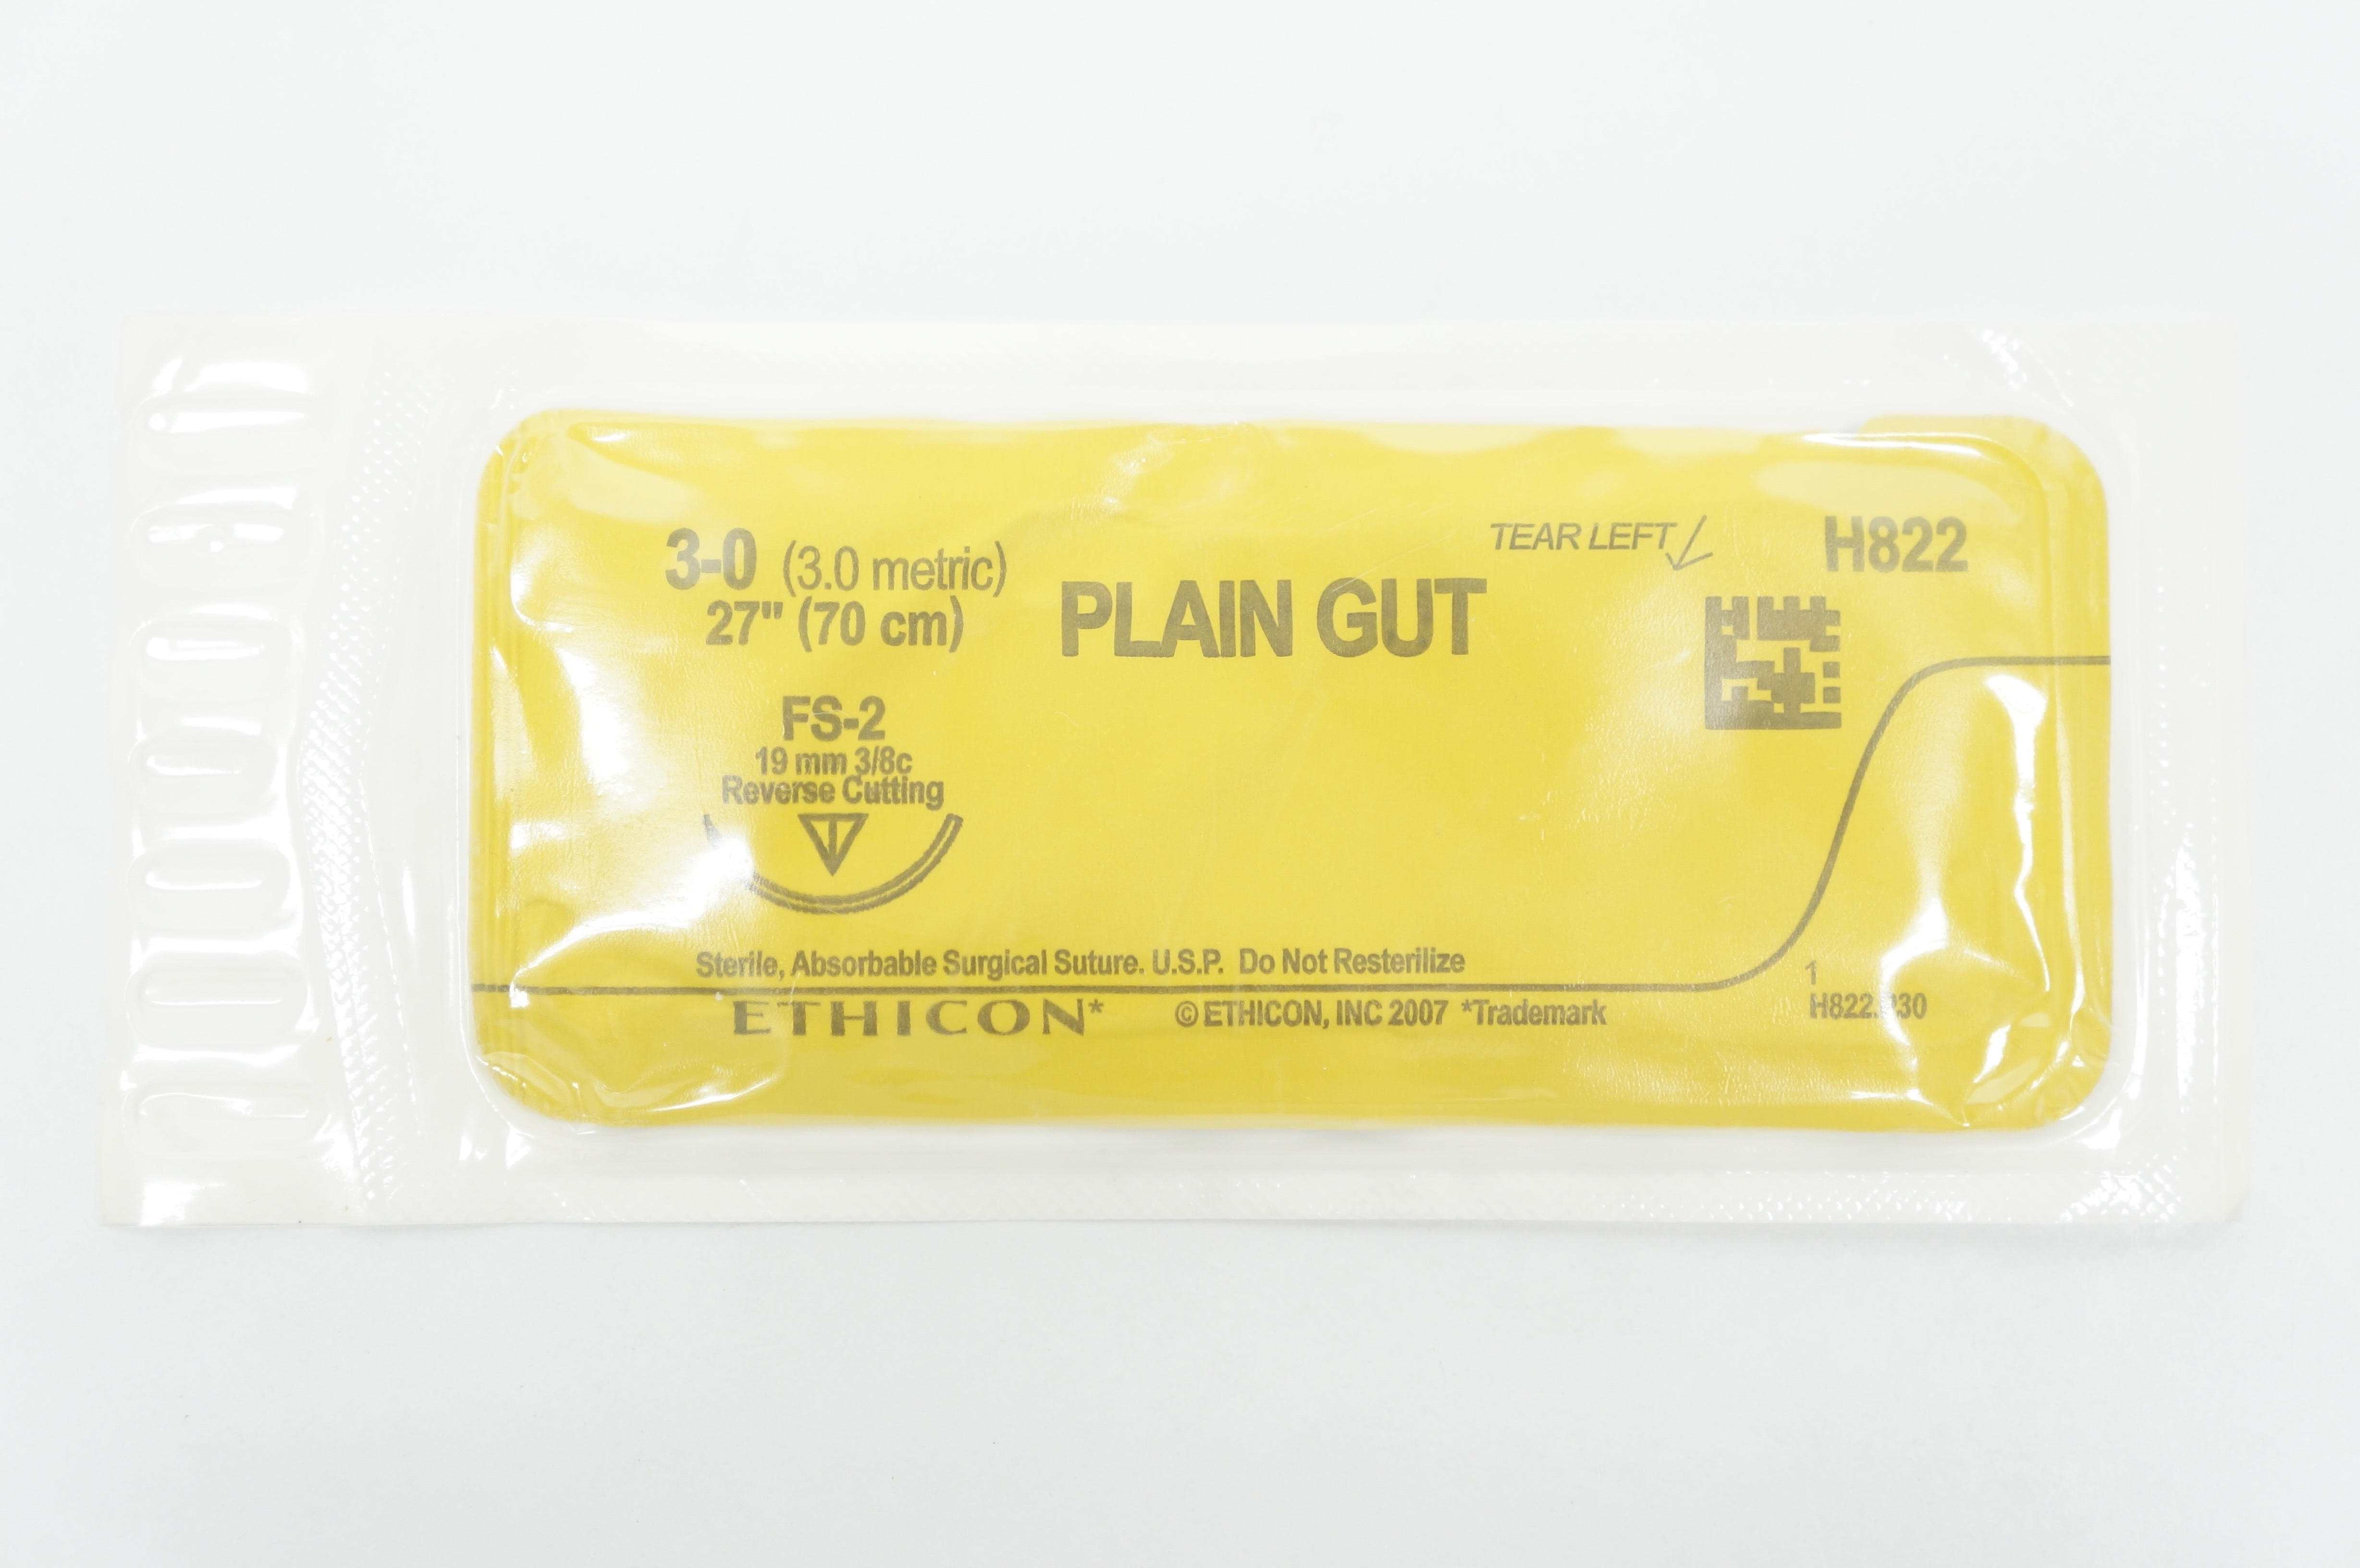 3-0 (3.0 metric)
27" (70 cm)
PLAIN GUT
TEAR LEFT
H822
FS-2
19 mm 3/8c
Reverse Cutting
Sterile, Absorbable Surgical Suture. U.S.P. Do Not Resterilize
ETHICON*
©ETHICON, INC 2007 *Trademark
1